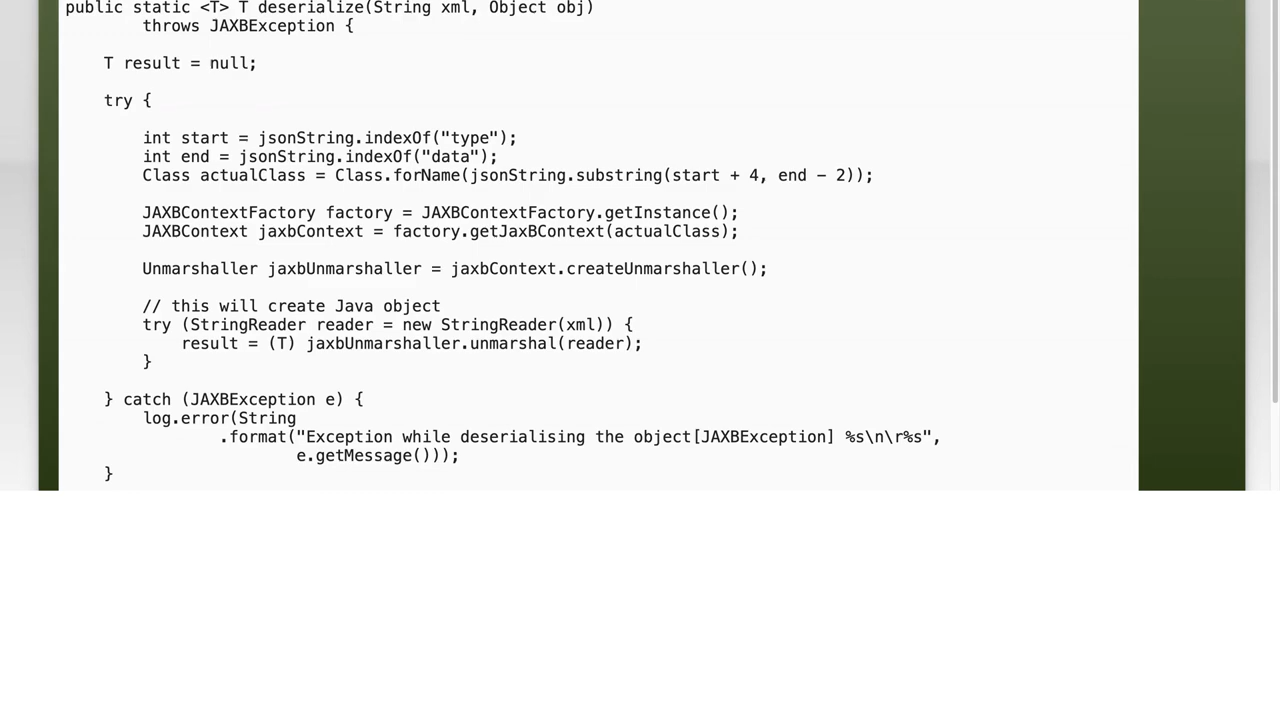 public static <T> T deserialize(String xml, Object obj)
throws JAXBException {
T result = null;
try {
int start = jsonString.indexOf("type");
int end = jsonString.indexOf("data");
Class actualClass = Class.forName(jsonString.substring(start + 4, end - 2));
JAXBContextFactory factory = JAXBContextFactory.getInstance();
JAXBContext jaxbContext = factory.getJaxBContext(actualClass);
Unmarshaller jaxbUnmarshaller = jaxbContext.createUnmarshaller();
// this will create Java object
try (StringReader reader = new StringReader(xml)) {
result = (T) jaxbUnmarshaller.unmarshal(reader);
}
} catch (JAXBException e) {
log.error(String
.format("Exception while deserialising the object[JAXBException] %s\n\r%s",
e.getMessage()));
}